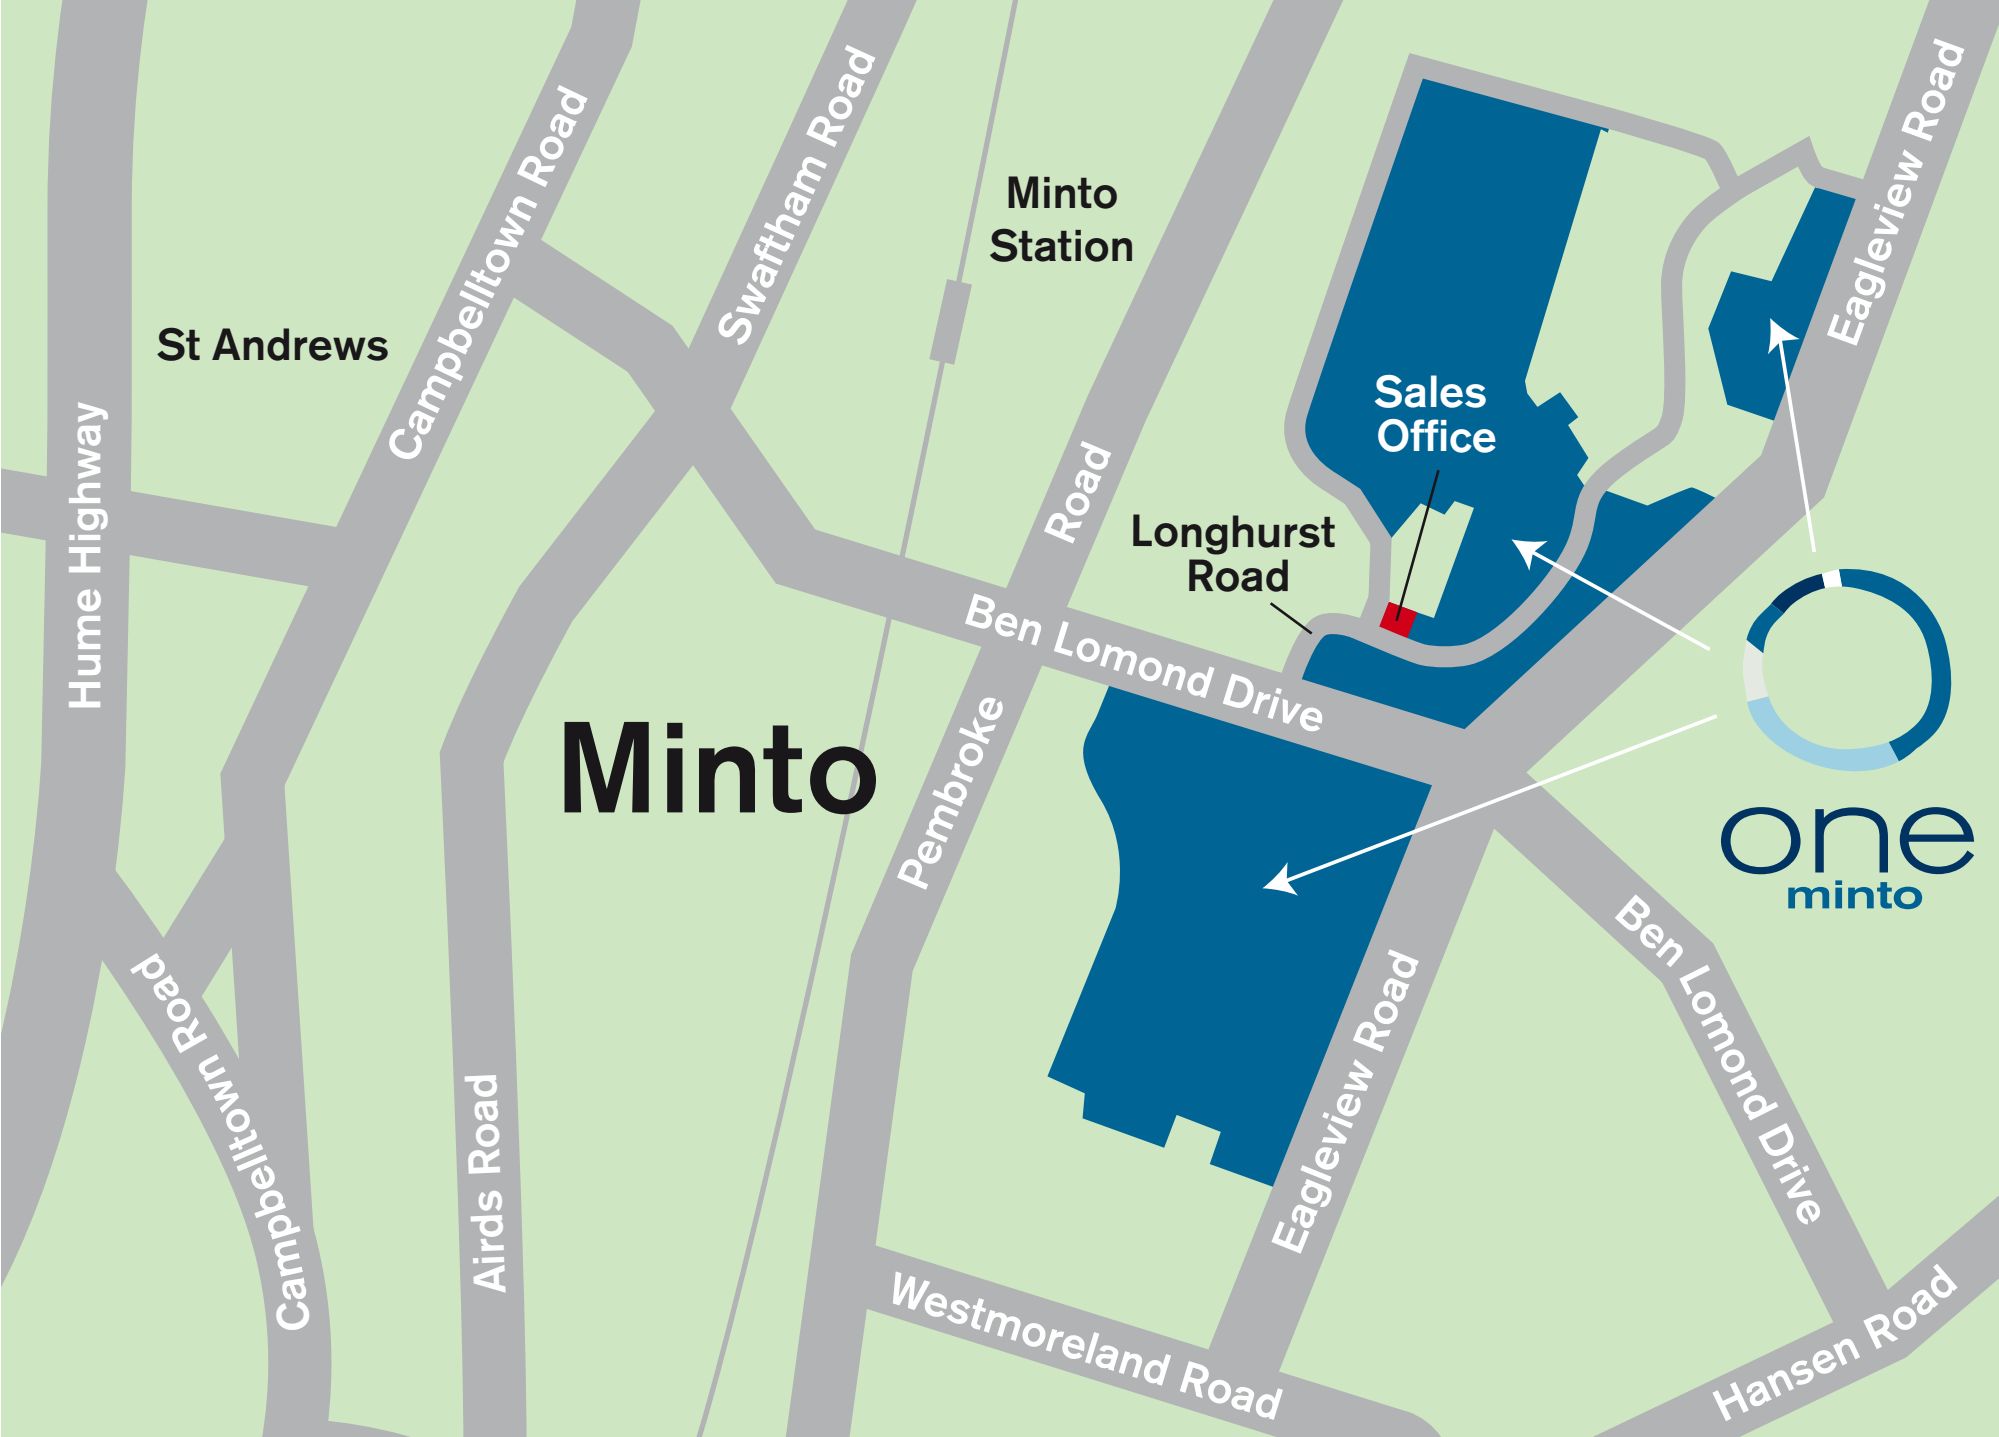 Campbelltown Road
Swaftham Road
Eagleview Road
Minto
Station
St Andrews
Hume Highway
Sales
Office
Pembroke Road
Longhurst
Road
Ben Lomond Drive
Minto
one
minto
Ben Lomond Drive
Campbelltown Road
Airds Road
Eagleview Road
Westmoreland Road
Hansen Road